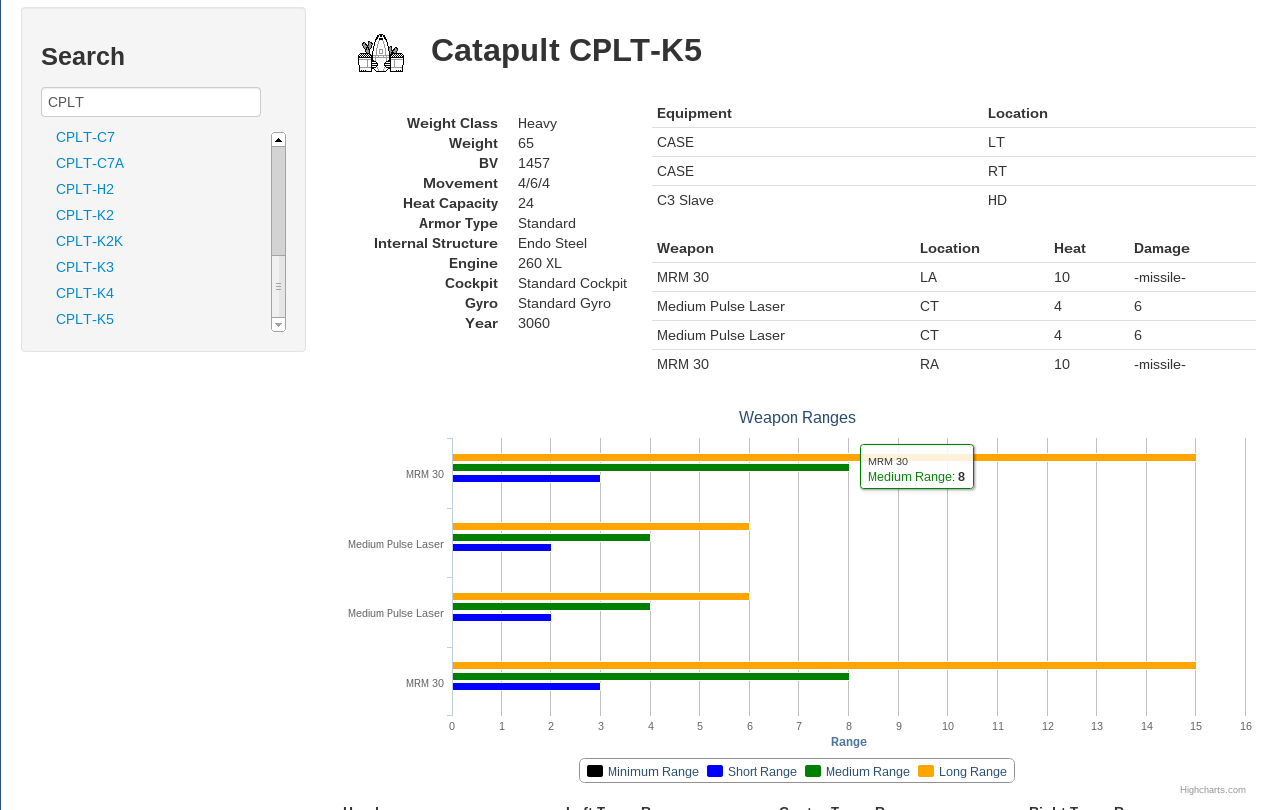 Search
CPLT
CPLT-C7
CPLT-C7A
CPLT-H2
CPLT-K2
CPLT-K2K
CPLT-K3
CPLT-K4
CPLT-K5
Catapult CPLT-K5
Weight Class Heavy
Weight 65
BV 1457
Movement 4/6/4
Heat Capacity 24
Armor Type Standard
Internal Structure Endo Steel
Engine 260 XL
Cockpit Standard Cockpit
Gyro Standard Gyro
Year 3060
Equipment Location
CASE LT
CASE RT
C3 Slave HD
Weapon Location Heat Damage
MRM 30 LA 10 -missile-
Medium Pulse Laser CT 4 6
Medium Pulse Laser CT 4 6
MRM 30 RA 10 -missile-
Weapon Ranges
MRM 30
MRM 30
Medium Range: 8
Medium Pulse Laser
Medium Pulse Laser
MRM 30
0 1 2 3 4 5 6 7 8 9 10 11 12 13 14 15 16
Range
Minimum Range Short Range Medium Range Long Range
Highcharts.com